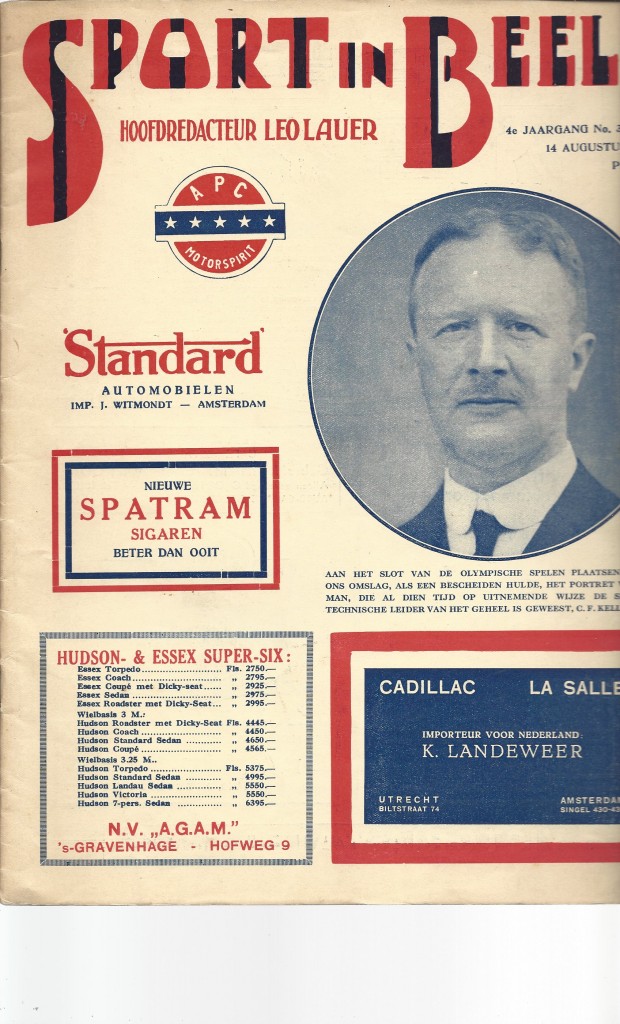 SPORT IN BEEL
HOOFDREDACTEUR LEO LAUER
4e JAARGANG No.
14 AUGUSTU
P
APC
MOTORSPIRIT
'Standard'
AUTOMOBIELEN
IMP. J. WITMONDT — AMSTERDAM
NIEUWE
SPATRAM
SIGAREN
BETER DAN OOIT
AAN HET SLOT VAN DE OLYMPISCHE SPELEN PLAATSEN
ONS OMSLAG, ALS EEN BESCHEIDEN HULDE, HET PORTRET
MAN, DIE AL DIEN TIJD OP UITNEMENDE WIJZE DE S
TECHNISCHE LEIDER VAN HET GEHEEL IS GEWEEST, C. F. KELL
HUDSON- & ESSEX SUPER-SIX:
Essex Torpedo........................ Fls. 2750.—
Essex Coach........................... „ 2795.—
Essex Coupé met Dicky-seat...... „ 2925.—
Essex Sedan........................... „ 2975—
Essex Roadster met Dicky-Seat... „ 2995.—
Wielbasis 3 M.:
Hudson Roadster met Dicky-Seat Fls. 4445.—
Hudson Coach........................ „ 4450.—
Hudson Standard Sedan ............ „ 4650.—
Hudson Coupé........................ „ 4565.—
Wielbasis 3.25 M..
Hudson Torpedo ..................... Fls. 5375.—
Hudson Standard Sedan ............ „ 4995.—
Hudson Landau Sedan ............... „ 5550.—
Hudson Victoria ..................... „ 5550.—
Hudson 7-pers. Sedan ............... „ 6395.—
N.V. „A.G.A.M."
's-GRAVENHAGE - HOFWEG 9
CADILLAC LA SALLE
IMPORTEUR VOOR NEDERLAND:
K. LANDEWEER
UTRECHT AMSTERDAM
BILTSTRAAT 74 SINGEL 430-43